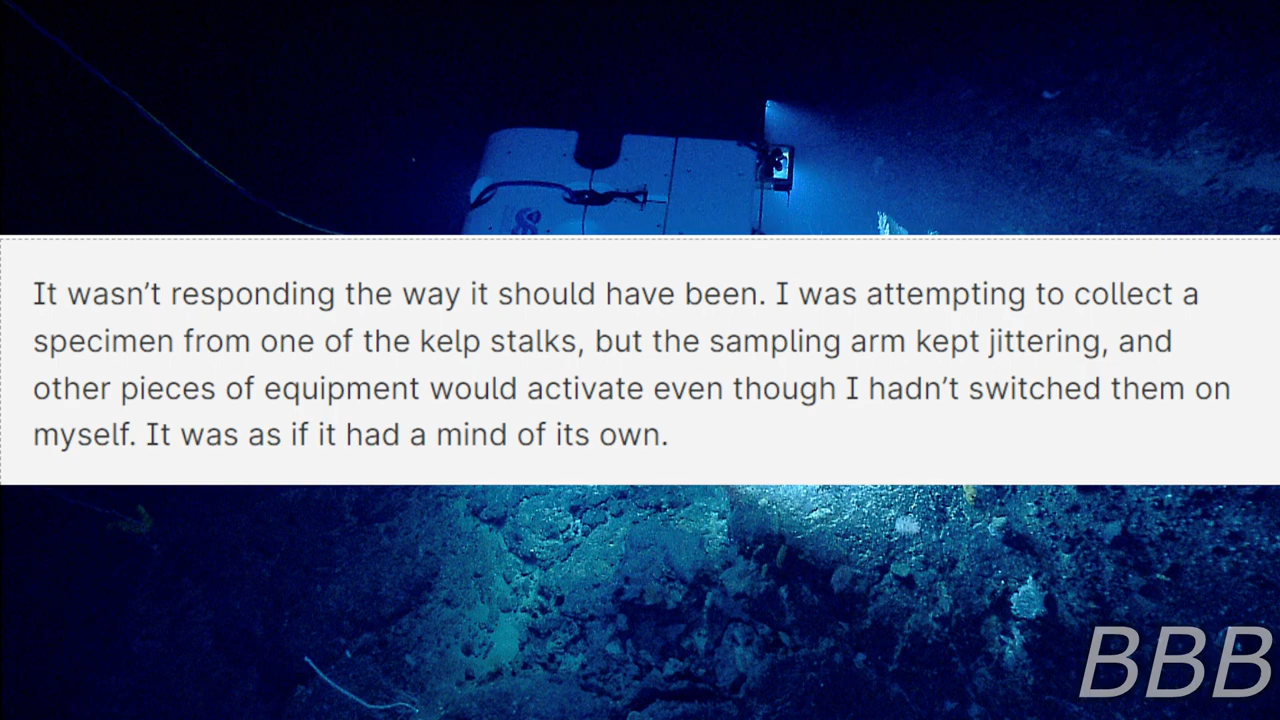 It wasn’t responding the way it should have been. I was attempting to collect a
specimen from one of the kelp stalks, but the sampling arm kept jittering, and
other pieces of equipment would activate even though I hadn’t switched them on
myself. It was as if it had a mind of its own.
BBB